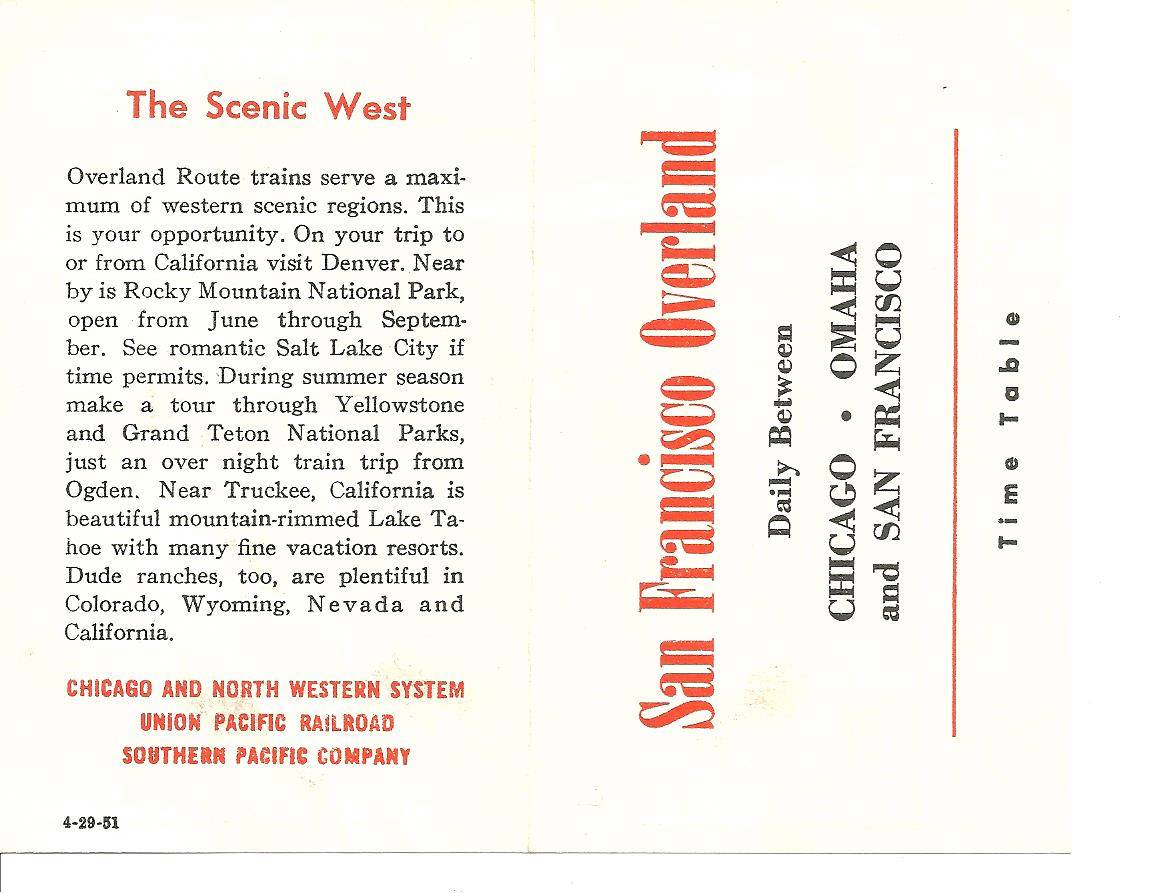 The Scenic West
Overland Route trains serve a maxi-
mum of western scenic regions. This
is your opportunity. On your trip to
or from California visit Denver. Near
by is Rocky Mountain National Park,
open from June through Septem-
ber. See romantic Salt Lake City if
time permits. During summer season
make a tour through Yellowstone
and Grand Teton National Parks,
just an over night train trip from
Ogden. Near Truckee, California is
beautiful mountain-rimmed Lake Ta-
hoe with many fine vacation resorts.
Dude ranches, too, are plentiful in
Colorado, Wyoming, Nevada and
California.
CHICAGO AND NORTH WESTERN SYSTEM
UNION PACIFIC RAILROAD
SOUTHERN PACIFIC COMPANY
4-29-51
San Francisco Overland
Daily Between
CHICAGO • OMAHA
and SAN FRANCISCO
Time Table